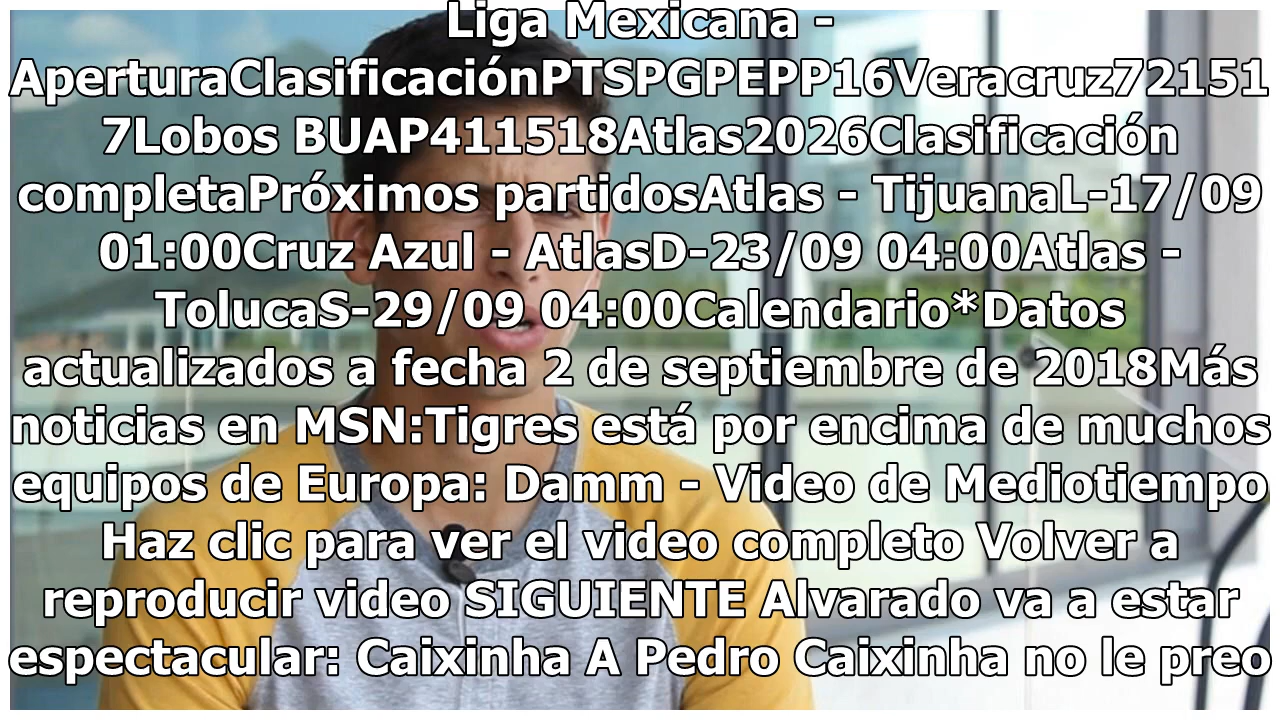 Liga Mexicana -
AperturaClasificaciónPTSPGPEPP16Veracruz72151
7Lobos BUAP411518Atlas2026Clasificación
completaPróximos partidosAtlas - TijuanaL-17/09
01:00Cruz Azul - AtlasD-23/09 04:00Atlas -
TolucaS-29/09 04:00Calendario*Datos
actualizados a fecha 2 de septiembre de 2018Más
noticias en MSN:Tigres está por encima de muchos
equipos de Europa: Damm - Video de Mediotiempo
Haz clic para ver el video completo Volver a
reproducir video SIGUIENTE Alvarado va a estar
espectacular: Caixinha A Pedro Caixinha no le preo